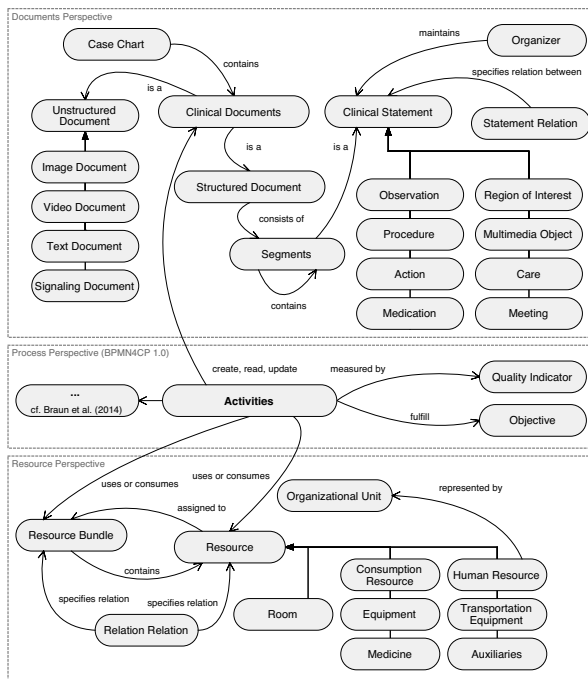 Documents Perspective
Case Chart
contains
maintains
Organizer
is a
specifies relation between
Unstructured
Document
Clinical Documents
Clinical Statement
Statement Relation
is a
is a
Image Document
Structured Document
Observation
Region of Interest
Video Document
consists of
Procedure
Multimedia Object
Text Document
Segments
Action
Care
Signaling Document
contains
Medication
Meeting
Process Perspective (BPMN4CP 1.0)
create, read, update
measured by
Quality Indicator
...
cf. Braun et al. (2014)
Activities
fulfill
Objective
Resource Perspective
uses or consumes
uses or consumes
Organizational Unit
represented by
assigned to
Resource Bundle
Resource
contains
Consumption
Resource
Human Resource
specifies relation
specifies relation
Room
Equipment
Transportation
Equipment
Relation Relation
Medicine
Auxiliaries